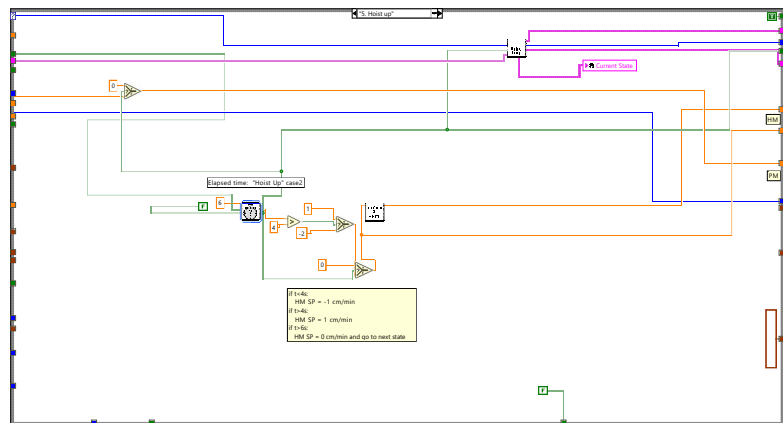 "S. Hoist up"
T
Current State
0
HM
PM
Elapsed time: "Hoist Up" case2
F
6
1
4
-2
0
if t<4s:
HM SP = -1 cm/min
if t>4s:
HM SP = 1 cm/min
if t>6s:
HM SP = 0 cm/min and go to next state
F